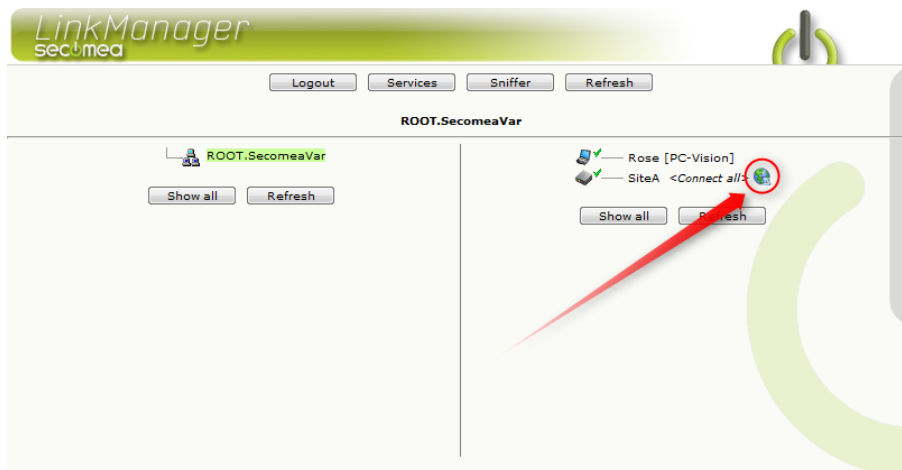 LinkManager
secomea
Logout Services Sniffer Refresh
ROOT.SecomeaVar
ROOT.SecomeaVar
Show all Refresh
Rose [PC-Vision]
SiteA <Connect all>
Show all Refresh